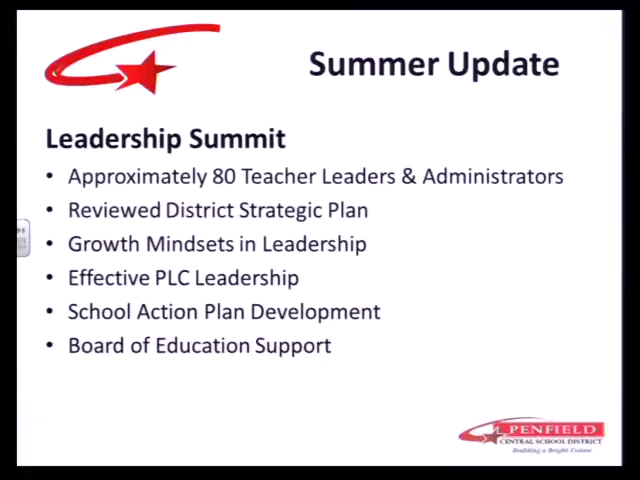 Summer Update
Leadership Summit
• Approximately 80 Teacher Leaders & Administrators
• Reviewed District Strategic Plan
• Growth Mindsets in Leadership
• Effective PLC Leadership
• School Action Plan Development
• Board of Education Support
PENFIELD
CENTRAL SCHOOL DISTRICT
Building a Bright Future